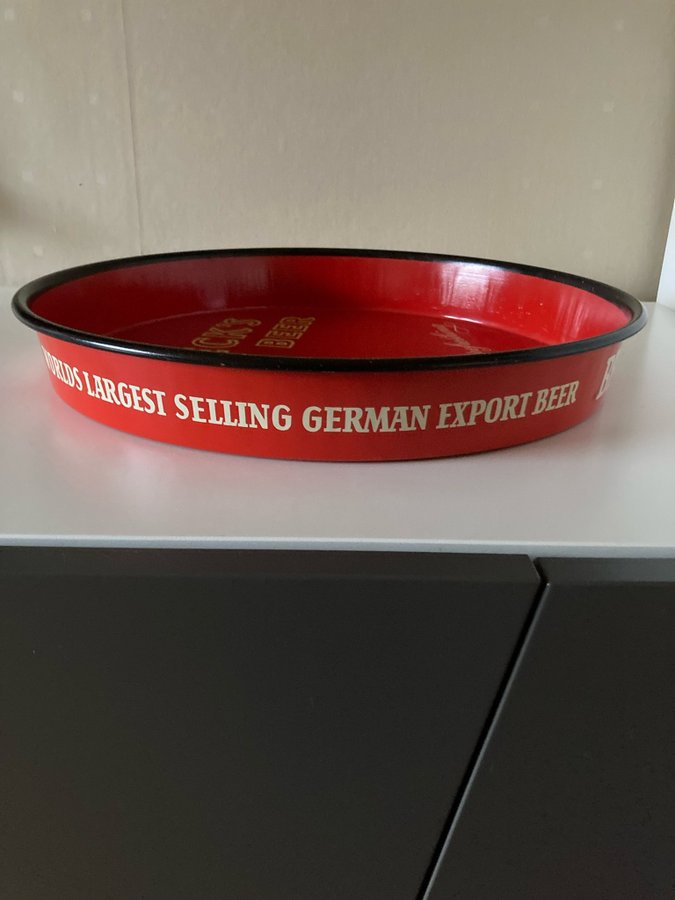 BEER
WORLDS LARGEST SELLING GERMAN EXPORT BEER